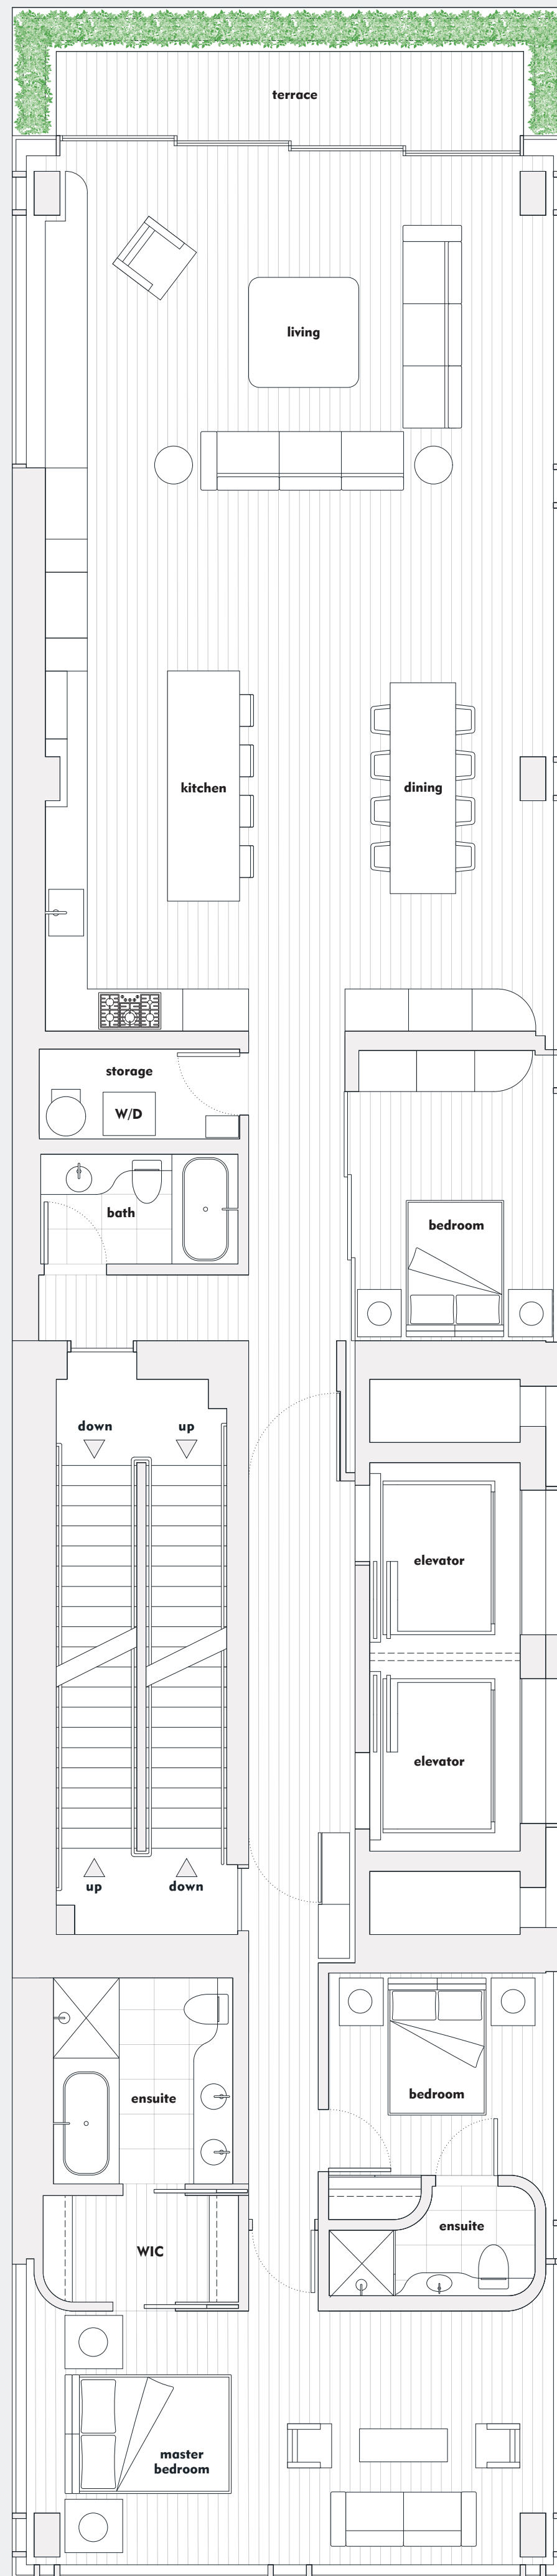 terrace
living
kitchen
dining
storage
W/D
bath
bedroom
down
up
elevator
elevator
up
down
ensuite
bedroom
WIC
ensuite
master
bedroom